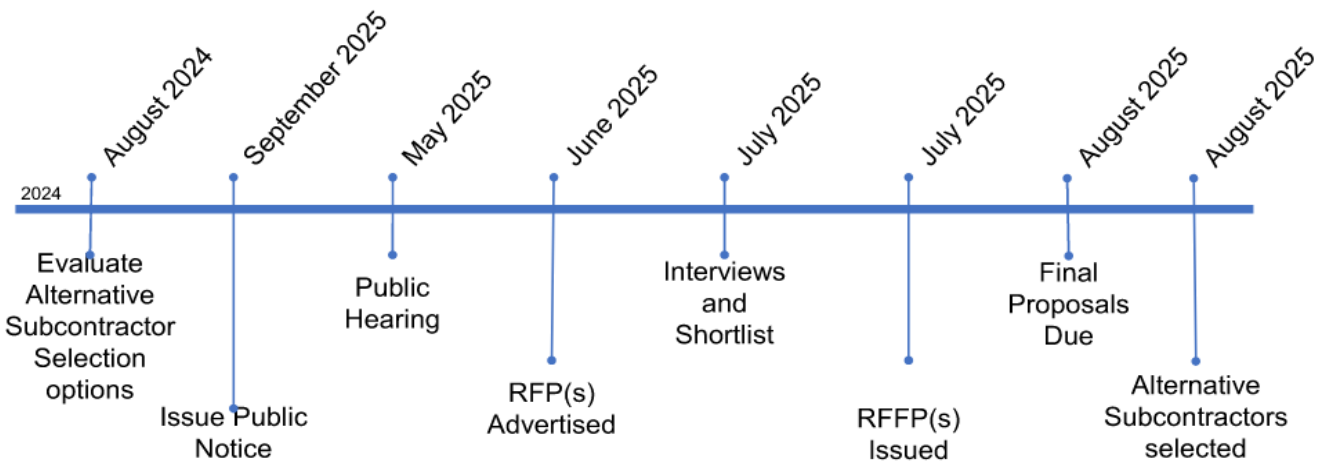 August 2024
September 2025
May 2025
June 2025
July 2025
July 2025
August 2025
August 2025
2024
Evaluate
Alternative
Subcontractor
Selection
options
Issue Public
Notice
Public
Hearing
RFP(s)
Advertised
Interviews
and
Shortlist
RFFP(s)
Issued
Final
Proposals
Due
Alternative
Subcontractors
selected